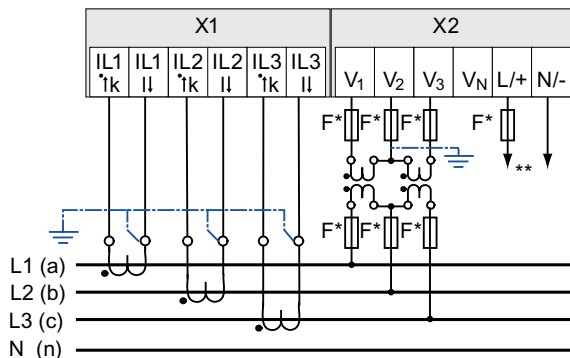 X1 X2
IL1 IL1 IL2 IL2 IL3 IL3 V1 V2 V3 VN L/+ N/-
k l k l k l
F* F* F* F*
**
F* F* F*
L1 (a)
L2 (b)
L3 (c)
N (n)